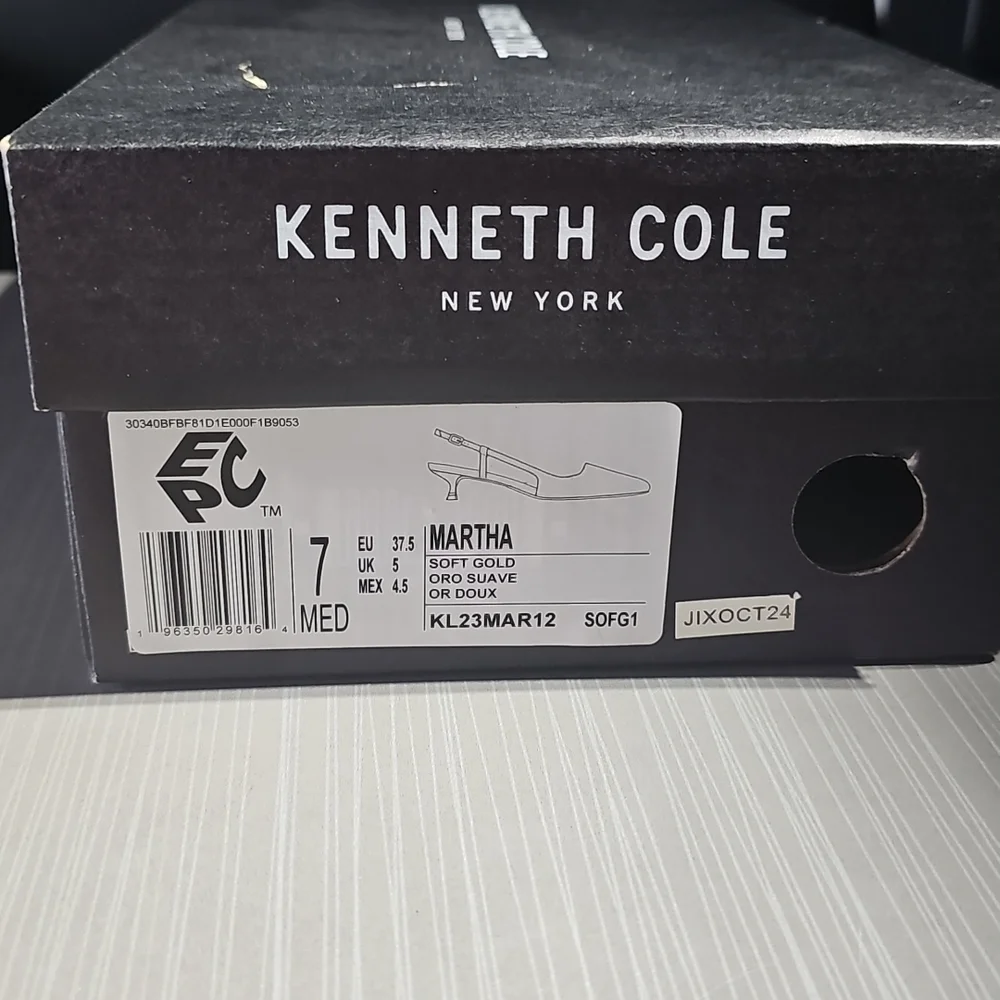 KENNETH COLE
NEW YORK
30340BFBF81D1E000F1B9053
EPC TM
1 96350 29816 4
7
MED
EU 37.5
UK 5
MEX 4.5
MARTHA
SOFT GOLD
ORO SUAVE
OR DOUX
KL23MAR12 SOFG1
JIXOCT24